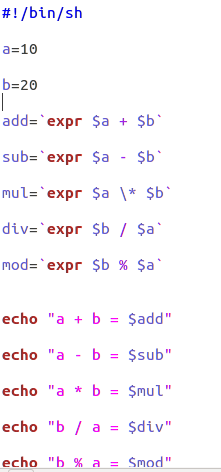 #!/bin/sh
a=10
b=20
add=`expr $a + $b`
sub=`expr $a - $b`
mul=`expr $a \* $b`
div=`expr $b / $a`
mod=`expr $b % $a`
echo "a + b = $add"
echo "a - b = $sub"
echo "a * b = $mul"
echo "b / a = $div"
echo "b % a = $mod"